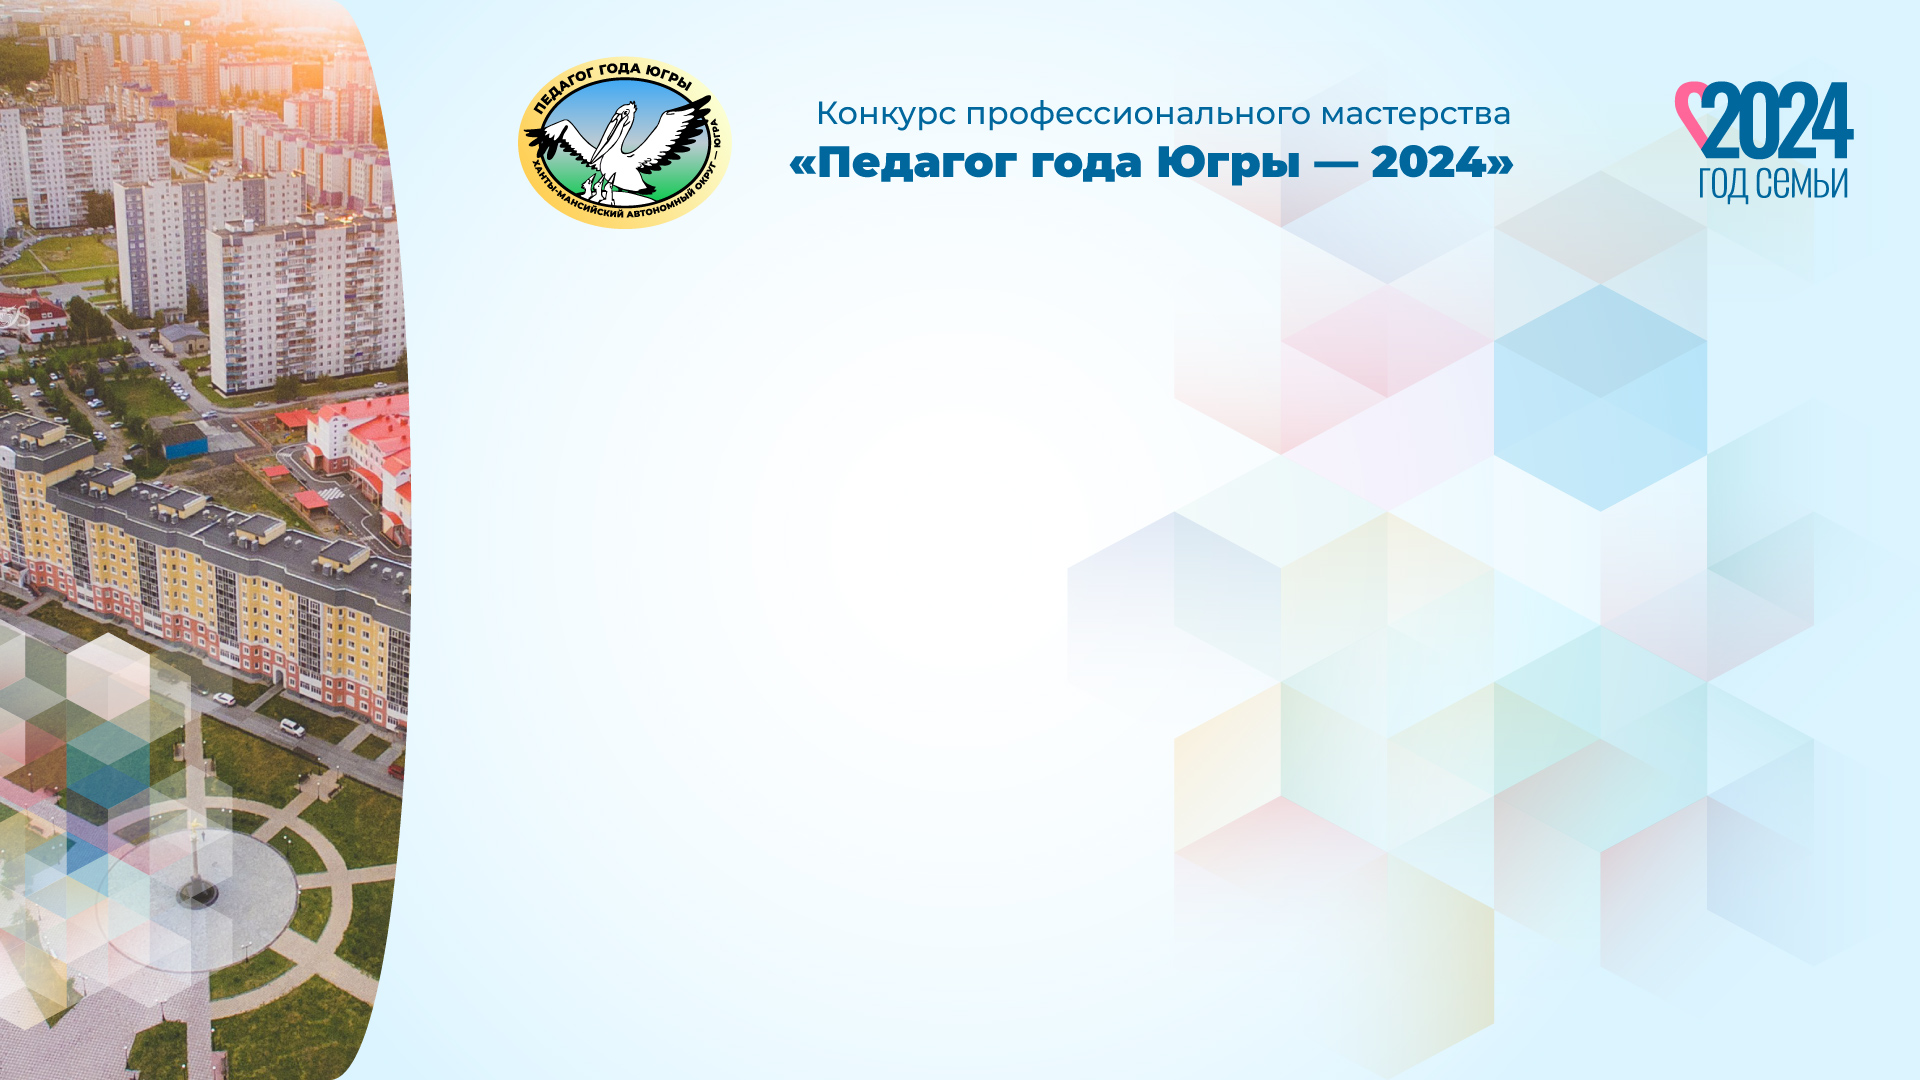 ПЕДАГОГ ГОДА ЮГРЫ
ХАНТЫ-МАНСИЙСКИЙ АВТОНОМНЫЙ ОКРУГ — ЮГРА
Конкурс профессионального мастерства
«Педагог года Югры — 2024»
2024
ГОД СЕМЬИ